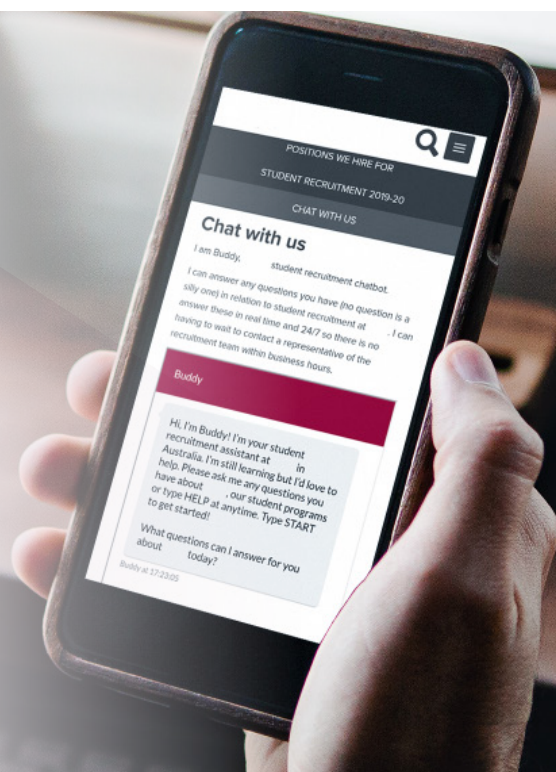 POSITIONS WE HIRE FOR
STUDENT RECRUITMENT 2019-20
CHAT WITH US
Chat with us
I am Buddy, student recruitment chatbot.
I can answer any questions you have (no question is a
silly one) in relation to student recruitment at . I can
answer these in real time and 24/7 so there is no
having to wait to contact a representative of the
recruitment team within business hours.
Buddy
Hi, I'm Buddy! I'm your student
recruitment assistant at in
Australia. I'm still learning but I'd love to
help. Please ask me any questions you
have about , our student programs
or type HELP at anytime. Type START
to get started!
What questions can I answer for you
about today?
Buddy at 17:23:05